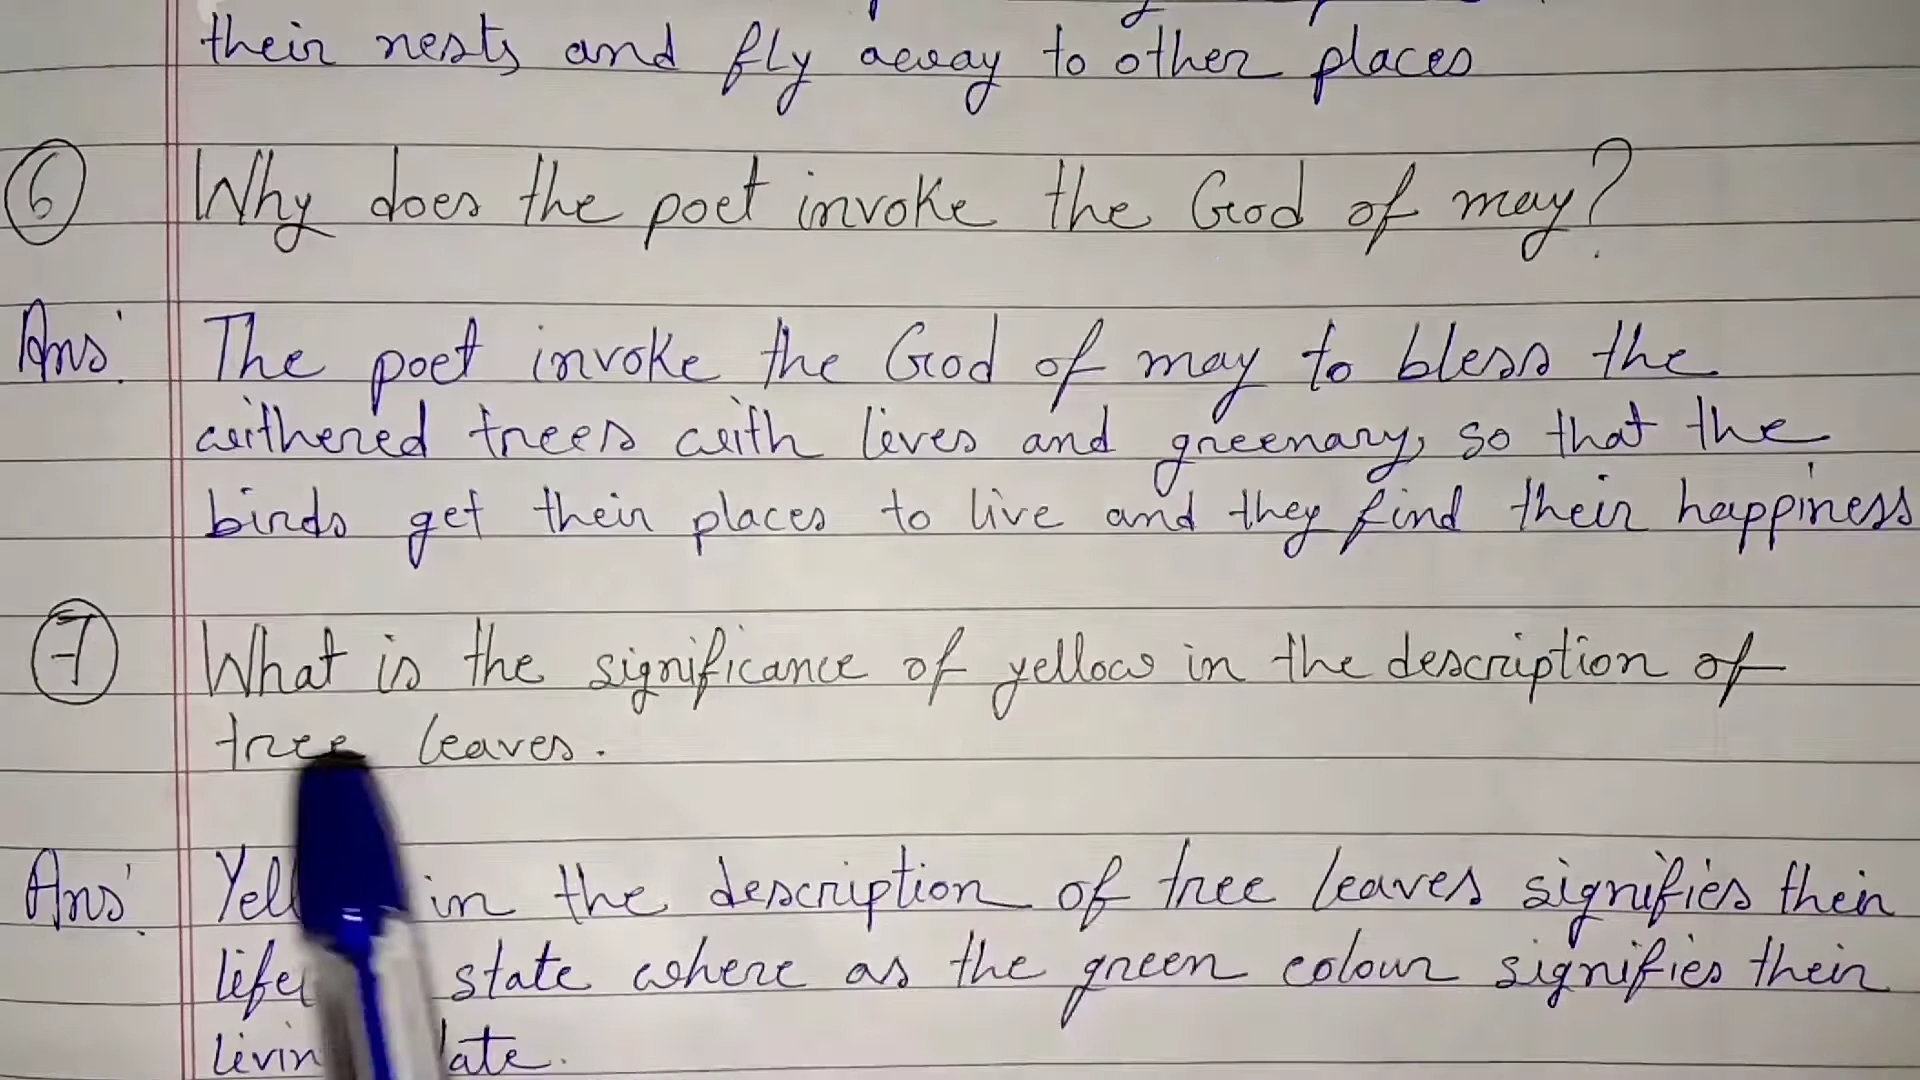 their nests and fly away to other places
6 Why does the poet invoke the God of may?
Ans: The poet invoke the God of may to bless the
withered trees with lives and greenary, so that the
birds get their places to live and they find their happiness
7 What is the significance of yellow in the description of
tree leaves.
Ans: in the description of tree leaves signifies their
state where as the green colour signifies their